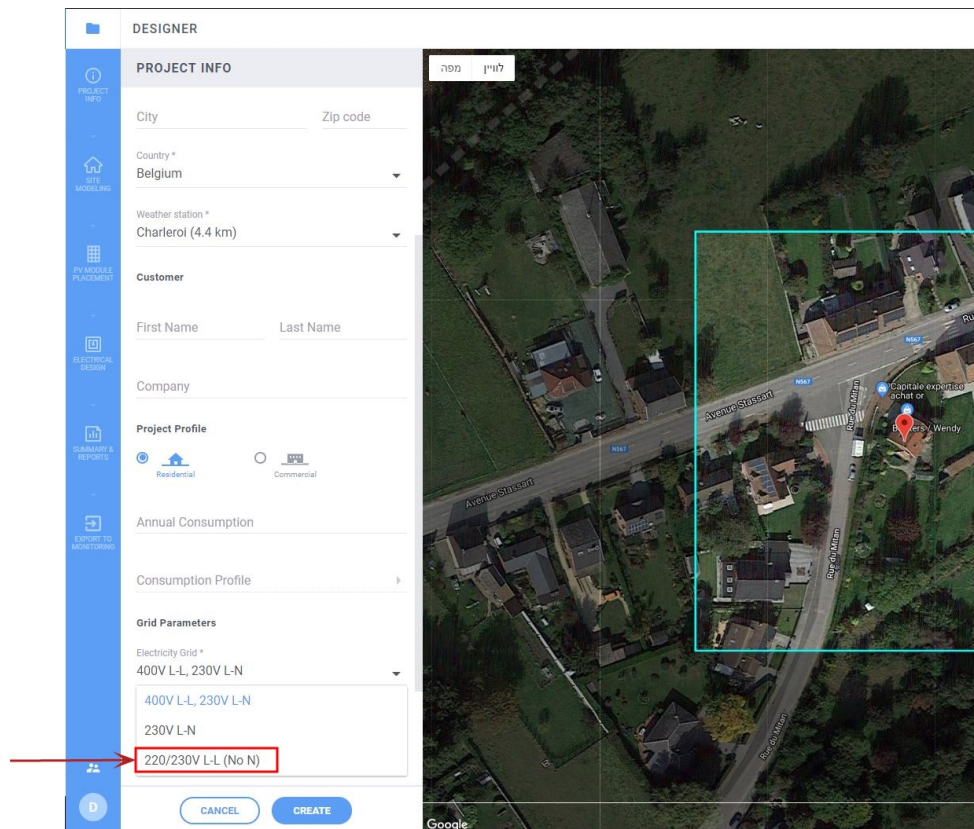 DESIGNER
PROJECT INFO
PROJECT
INFO
SITE
MODELING
PV MODULE
PLACEMENT
ELECTRICAL
DESIGN
SUMMARY &
REPORTS
EXPORT TO
MONITORING
D
City Zip code
Country *
Belgium
Weather station *
Charleroi (4.4 km)
Customer
First Name Last Name
Company
Project Profile
Residential Commercial
Annual Consumption
Consumption Profile
Grid Parameters
Electricity Grid *
400V L-L, 230V L-N
400V L-L, 230V L-N
230V L-N
220/230V L-L (No N)
CANCEL CREATE
לוויין מפה
Ru
N567
N567
N567
Capitale expertise
achat or
/ Wendy
Avenue Stassart
Avenue Stassart
Rue du Mitan
Rue du Mitan
Rue du Mitan
Google